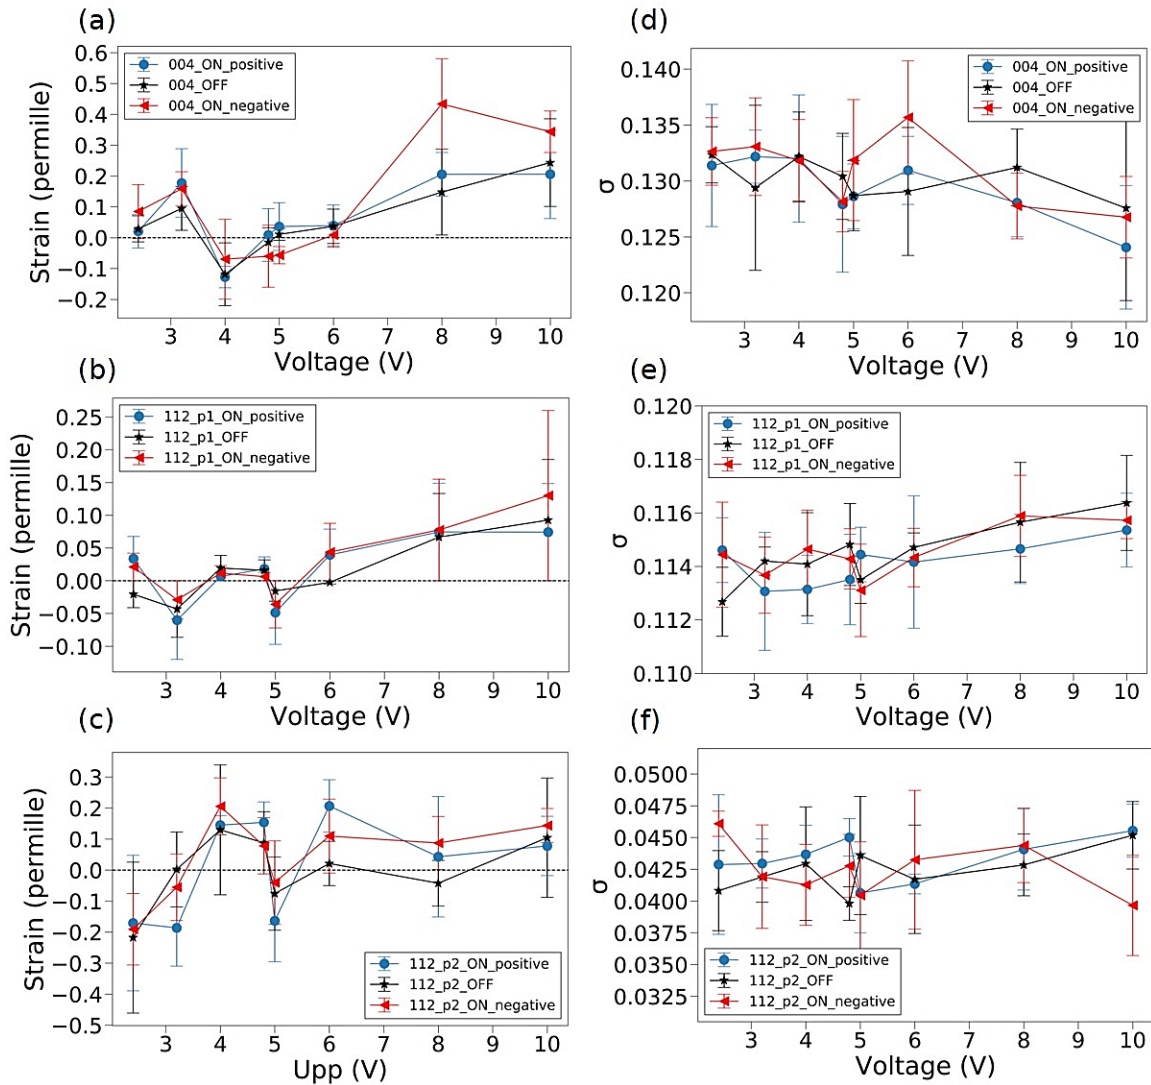 (a)
0.6
0.5
0.4
0.3
0.2
0.1
0.0
−0.1
−0.2
Strain (permille)
004_ON_positive
004_OFF
004_ON_negative
3 4 5 6 7 8 9 10
Voltage (V)
(d)
0.140
0.135
0.130
0.125
0.120
σ
004_ON_positive
004_OFF
004_ON_negative
3 4 5 6 7 8 9 10
Voltage (V)
(b)
0.25
0.20
0.15
0.10
0.05
0.00
−0.05
−0.10
Strain (permille)
112_p1_ON_positive
112_p1_OFF
112_p1_ON_negative
3 4 5 6 7 8 9 10
Voltage (V)
(e)
0.120
0.118
0.116
0.114
0.112
0.110
σ
112_p1_ON_positive
112_p1_OFF
112_p1_ON_negative
3 4 5 6 7 8 9 10
Voltage (V)
(c)
0.3
0.2
0.1
0.0
−0.1
−0.2
−0.3
−0.4
−0.5
Strain (permille)
112_p2_ON_positive
112_p2_OFF
112_p2_ON_negative
3 4 5 6 7 8 9 10
Upp (V)
(f)
0.0500
0.0475
0.0450
0.0425
0.0400
0.0375
0.0350
0.0325
σ
112_p2_ON_positive
112_p2_OFF
112_p2_ON_negative
3 4 5 6 7 8 9 10
Voltage (V)